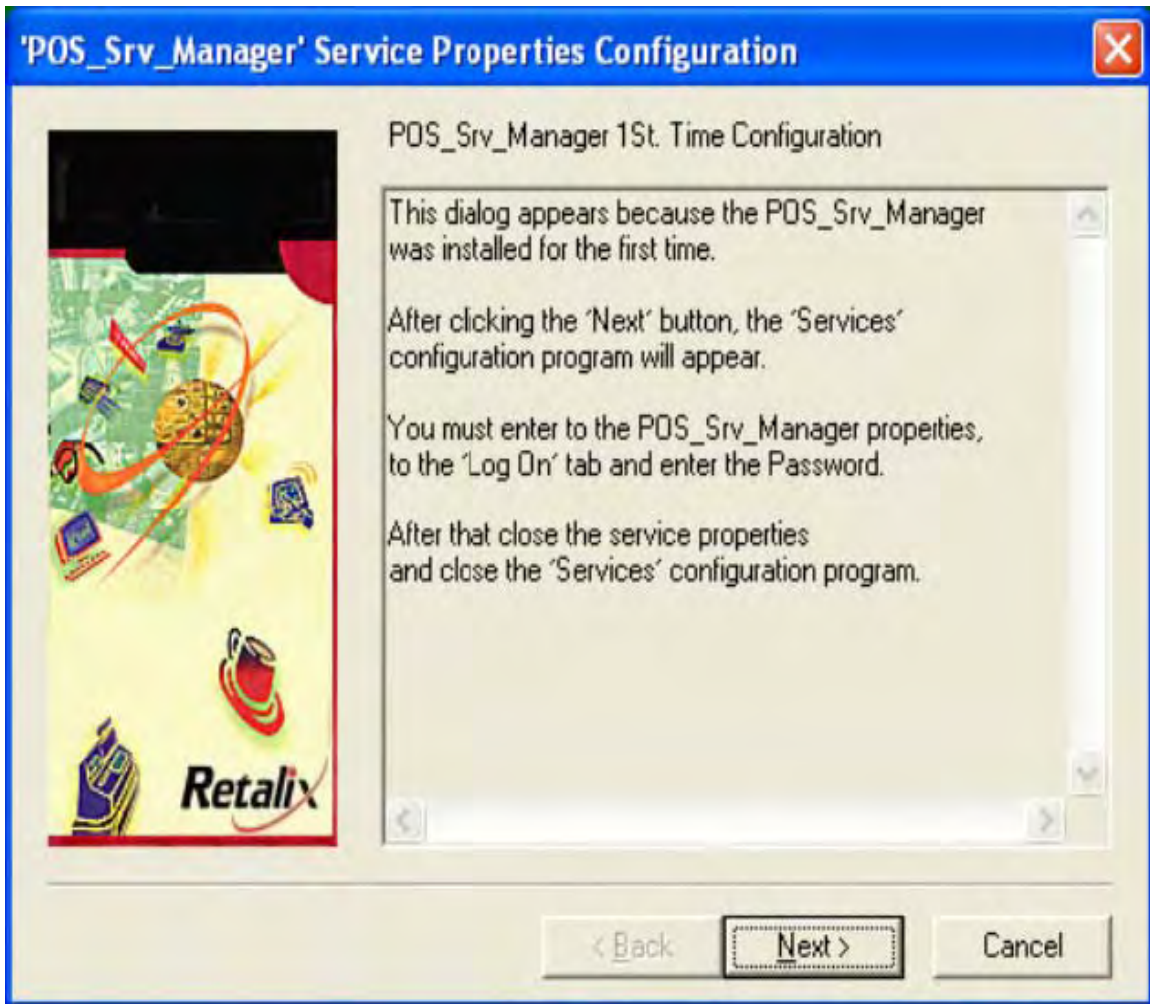 'POS_Srv_Manager' Service Properties Configuration
POS_Srv_Manager 1St. Time Configuration
This dialog appears because the POS_Srv_Manager
was installed for the first time.
After clicking the 'Next' button, the 'Services'
configuration program will appear.
You must enter to the POS_Srv_Manager properties,
to the 'Log On' tab and enter the Password.
After that close the service properties
and close the 'Services' configuration program.
Retalix
< Back
Next >
Cancel